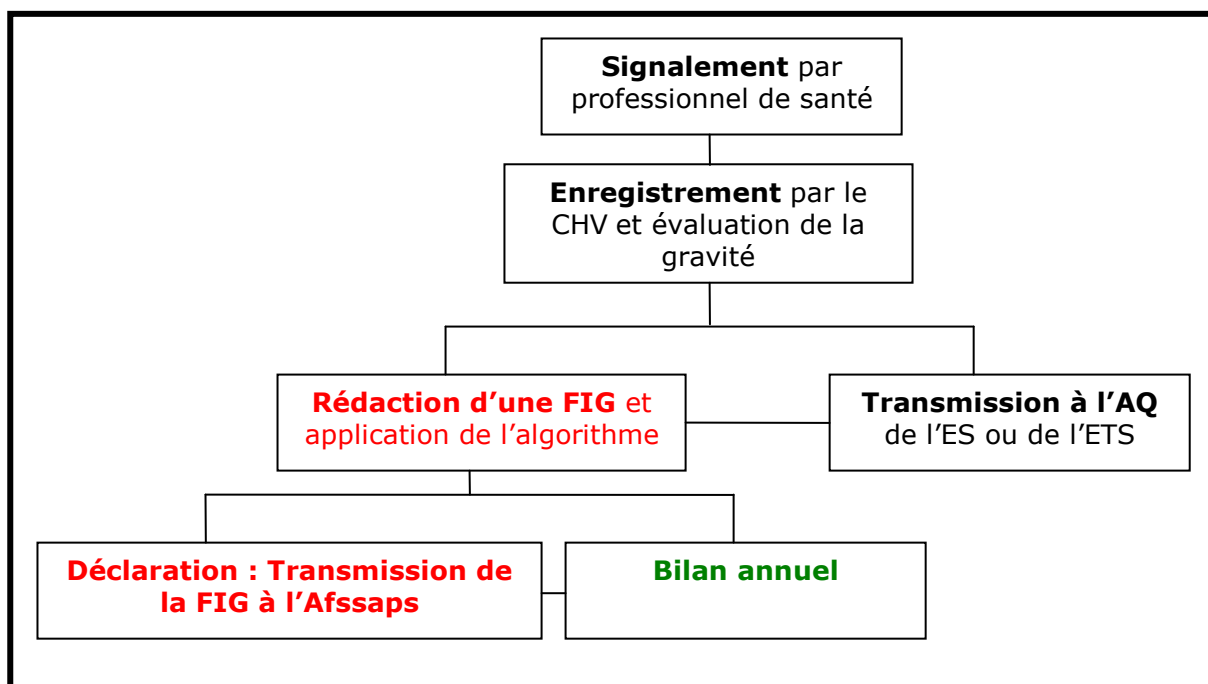 Signalement par
professionnel de santé
Enregistrement par le
CHV et évaluation de la
gravité
Rédaction d’une FIG et
application de l’algorithme
Transmission à l’AQ
de l’ES ou de l’ETS
Déclaration : Transmission de
la FIG à l’Afssaps
Bilan annuel